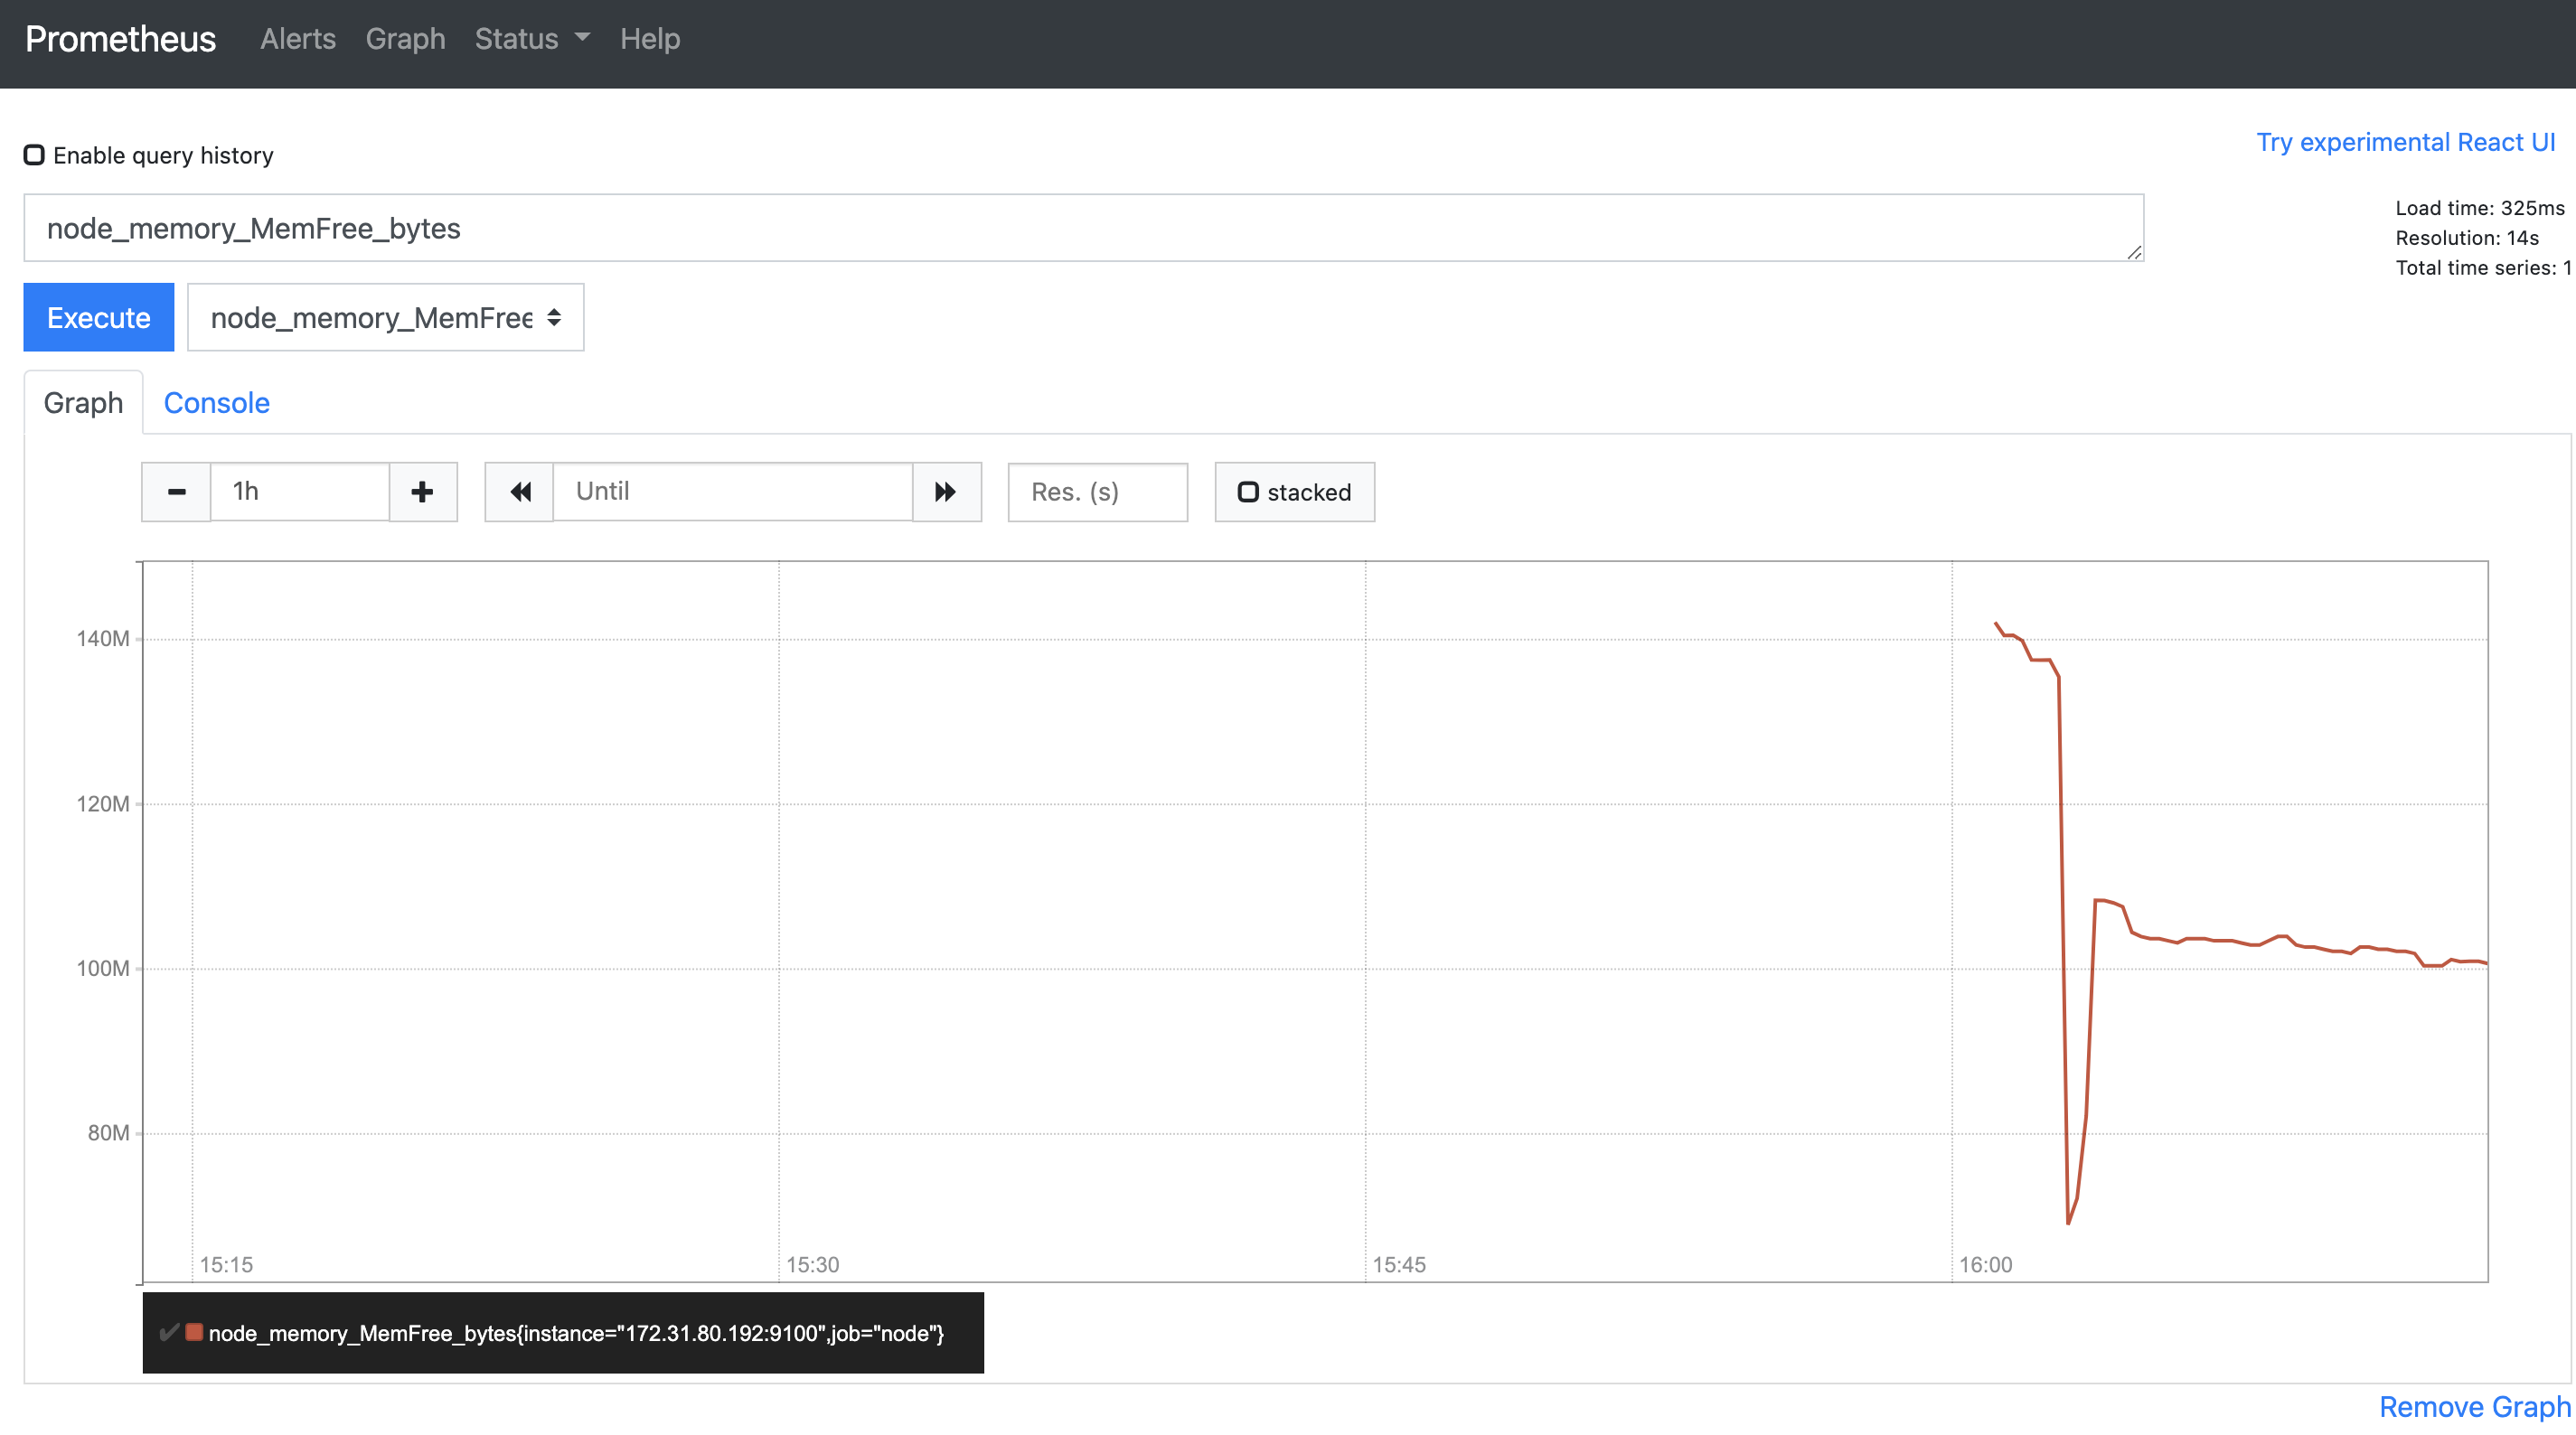 Prometheus Alerts Graph Status Help
Enable query history
Try experimental React UI
node_memory_MemFree_bytes
Load time: 325ms
Resolution: 14s
Total time series: 1
Execute node_memory_MemFree
Graph Console
1h Until Res. (s) stacked
140M
120M
100M
80M
15:15 15:30 15:45 16:00
node_memory_MemFree_bytes{instance="172.31.80.192:9100",job="node"}
Remove Graph